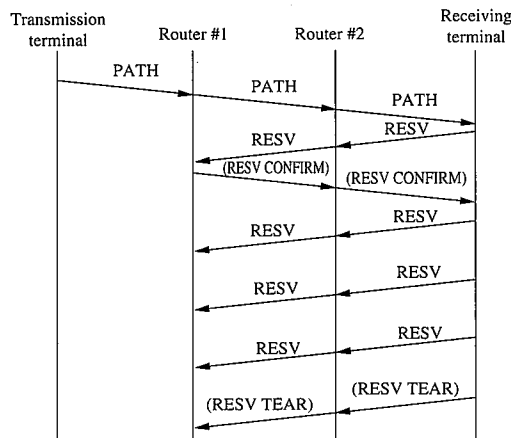 Transmission
terminal
Router #1
Router #2
Receiving
terminal
PATH
PATH
PATH
RESV
RESV
(RESV CONFIRM)
(RESV CONFIRM)
RESV
RESV
RESV
RESV
RESV
RESV
(RESV TEAR)
(RESV TEAR)